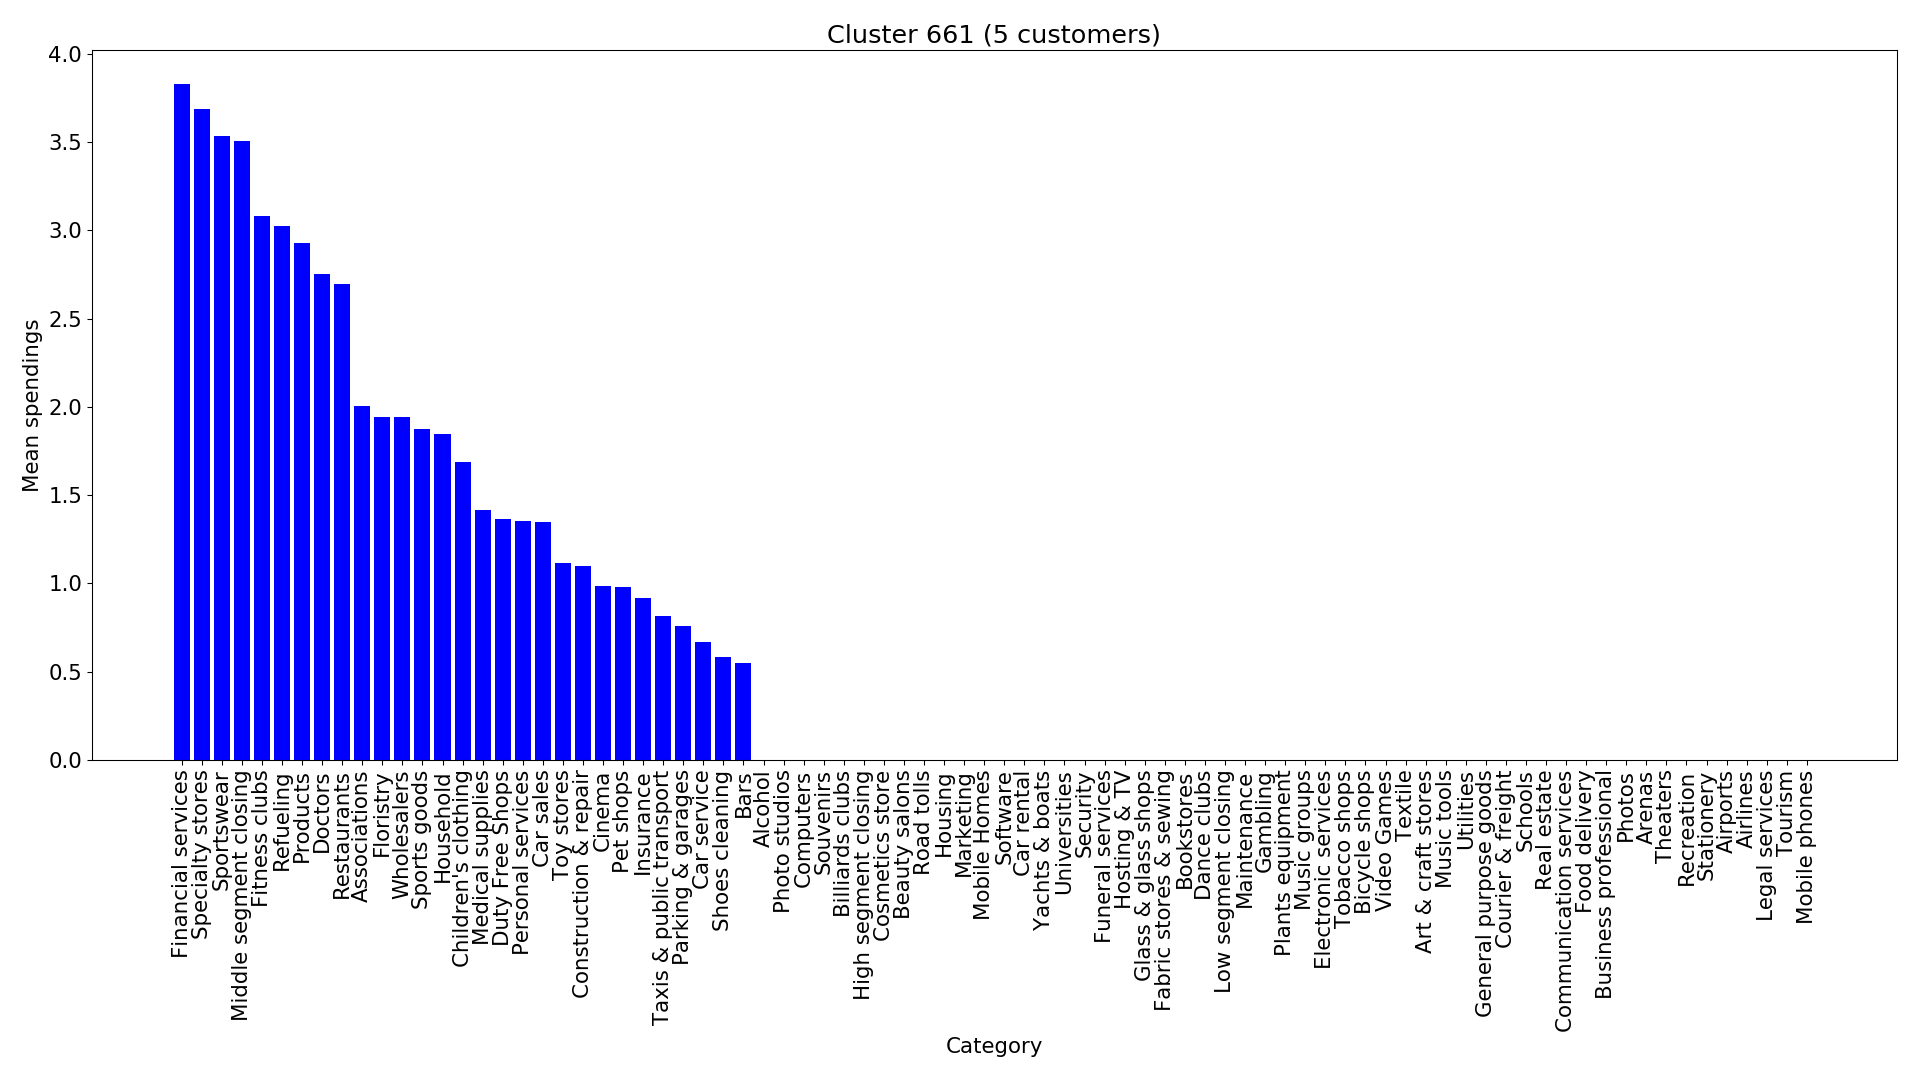 Cluster 661 (5 customers)
4.0
3.5
3.0
2.5
2.0
1.5
1.0
0.5
0.0
Mean spendings
Financial services
Specialty stores
Sportswear
Middle segment closing
Fitness clubs
Refueling
Products
Doctors
Restaurants
Associations
Floristry
Wholesalers
Sports goods
Household
Children's clothing
Medical supplies
Duty Free Shops
Personal services
Car sales
Toy stores
Construction & repair
Cinema
Pet shops
Insurance
Taxis & public transport
Parking & garages
Car service
Shoes cleaning
Bars
Alcohol
Photo studios
Computers
Souvenirs
Billiards clubs
High segment closing
Cosmetics store
Beauty salons
Road tolls
Housing
Marketing
Mobile Homes
Software
Car rental
Yachts & boats
Universities
Security
Funeral services
Hosting & TV
Glass & glass shops
Fabric stores & sewing
Bookstores
Dance clubs
Low segment closing
Maintenance
Gambling
Plants equipment
Music groups
Electronic services
Tobacco shops
Bicycle shops
Video Games
Textile
Art & craft stores
Music tools
Utilities
General purpose goods
Courier & freight
Schools
Real estate
Communication services
Food delivery
Business professional
Photos
Arenas
Theaters
Recreation
Stationery
Airports
Airlines
Legal services
Tourism
Mobile phones
Category